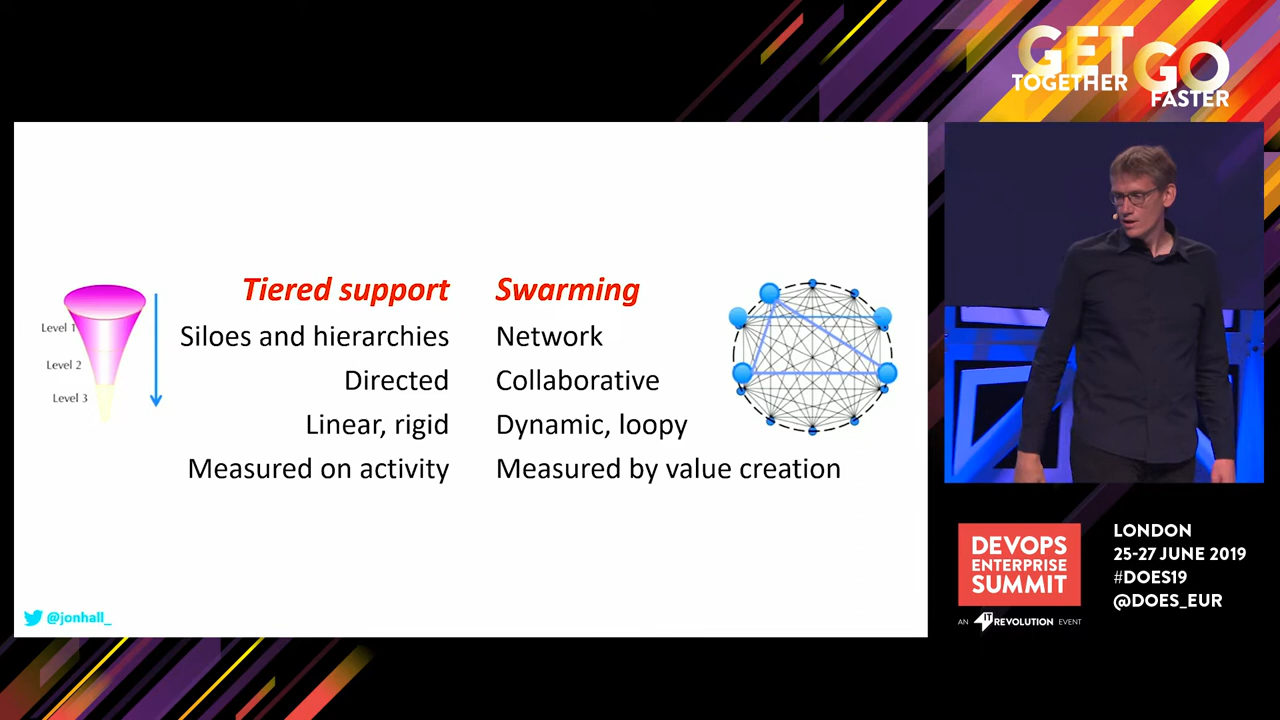 GET
TOGETHER
GO
FASTER
Tiered support
Swarming
Level 1
Level 2
Level 3
Siloes and hierarchies
Network
Directed
Collaborative
Linear, rigid
Dynamic, loopy
Measured on activity
Measured by value creation
@jonhall_
DEVOPS
ENTERPRISE
SUMMIT
AN IT REVOLUTION EVENT
LONDON
25-27 JUNE 2019
#DOES19
@DOES_EUR